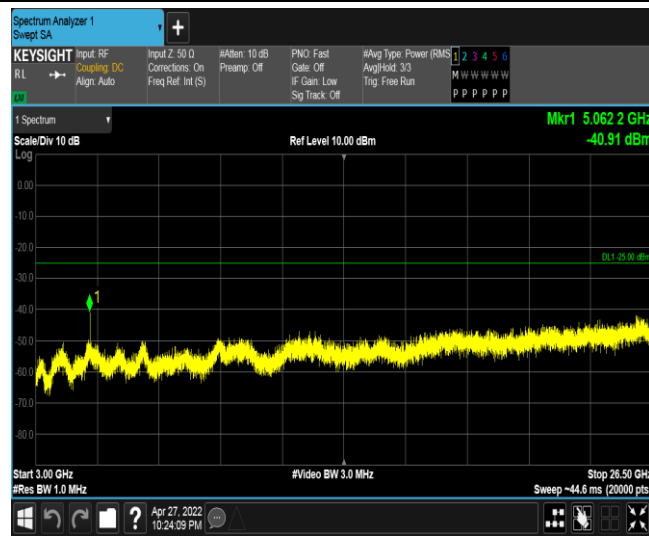 Spectrum Analyzer 1
Swept SA
KEYSIGHT
RL
Input: RF
Coupling: DC
Align: Auto
Input Z: 50 Ω
Corrections: On
Freq Ref: Int (S)
#Atten: 10 dB
Preamp: Off
PNO: Fast
Gate: Off
IF Gain: Low
Sig Track: Off
#Avg Type: Power (RMS
Avg|Hold: 3/3
Trig: Free Run
1 2 3 4 5 6
M W W W W W
P P P P P P
1 Spectrum
Scale/Div 10 dB
Ref Level 10.00 dBm
Mkr1 5.062 2 GHz
-40.91 dBm
Log
0.00
-10.0
-20.0
DL1 -25.00 dBm
-30.0
1
-40.0
-50.0
-60.0
-70.0
-80.0
Start 3.00 GHz
#Video BW 3.0 MHz
Stop 26.50 GHz
#Res BW 1.0 MHz
Sweep ~44.6 ms (20000 pts
?
Apr 27, 2022
10:24:09 PM